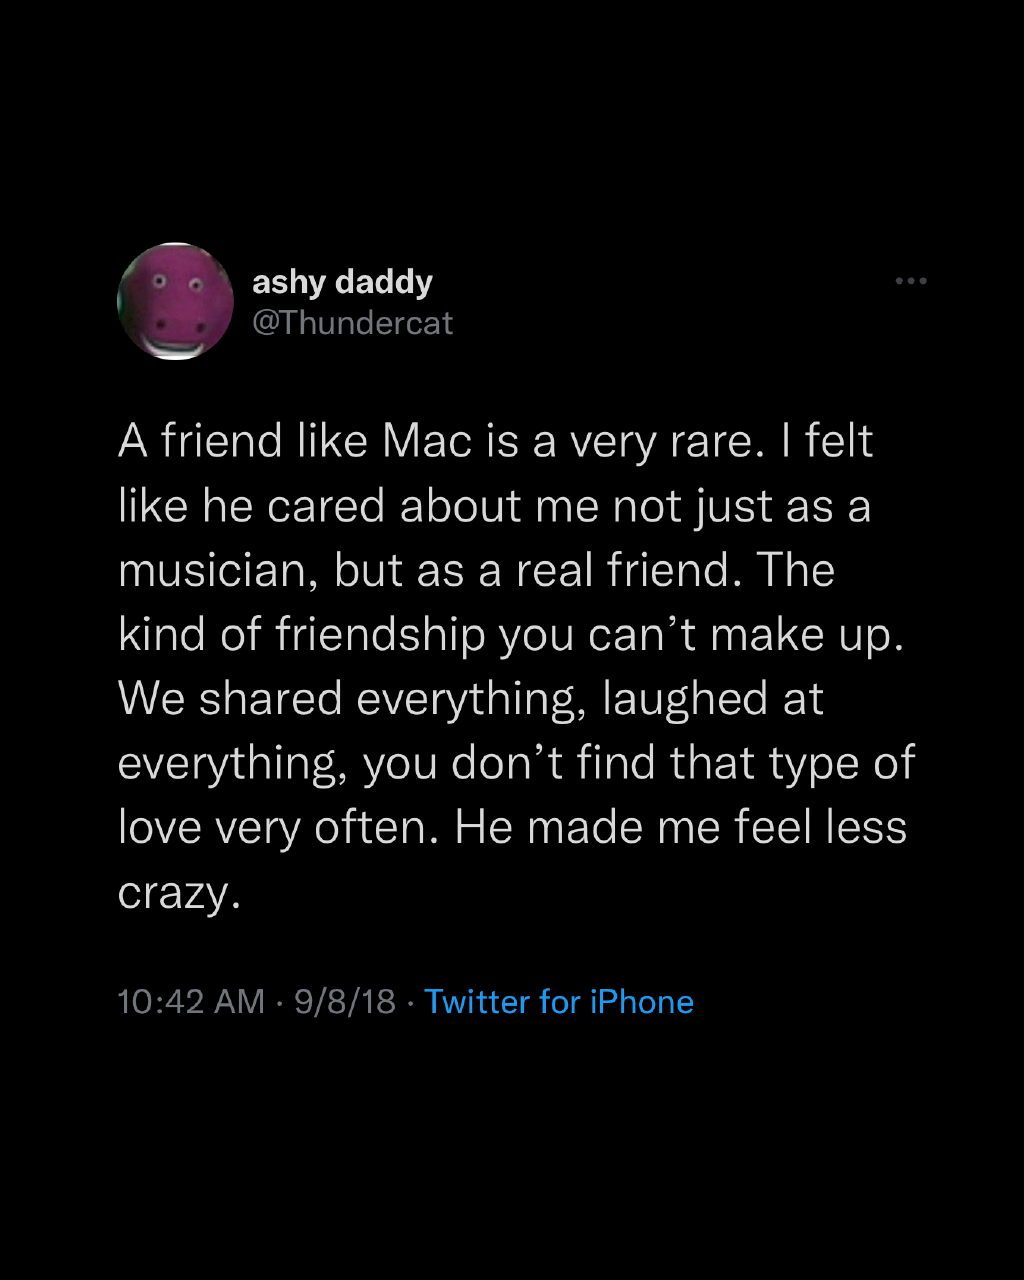 ashy daddy
@Thundercat
A friend like Mac is a very rare. I felt
like he cared about me not just as a
musician, but as a real friend. The
kind of friendship you can’t make up.
We shared everything, laughed at
everything, you don’t find that type of
love very often. He made me feel less
crazy.
10:42 AM · 9/8/18 · Twitter for iPhone